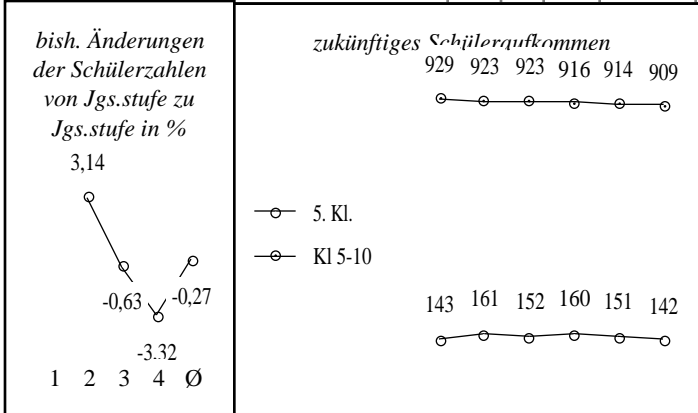 bish. Änderungen
der Schülerzahlen
von Jgs.stufe zu
Jgs.stufe in %
3,14
-0,63
-0,27
-3.32
1 2 3 4 Ø
zukünftiges Schüleraufkommen
929 923 923 916 914 909
5. Kl.
Kl 5-10
143 161 152 160 151 142